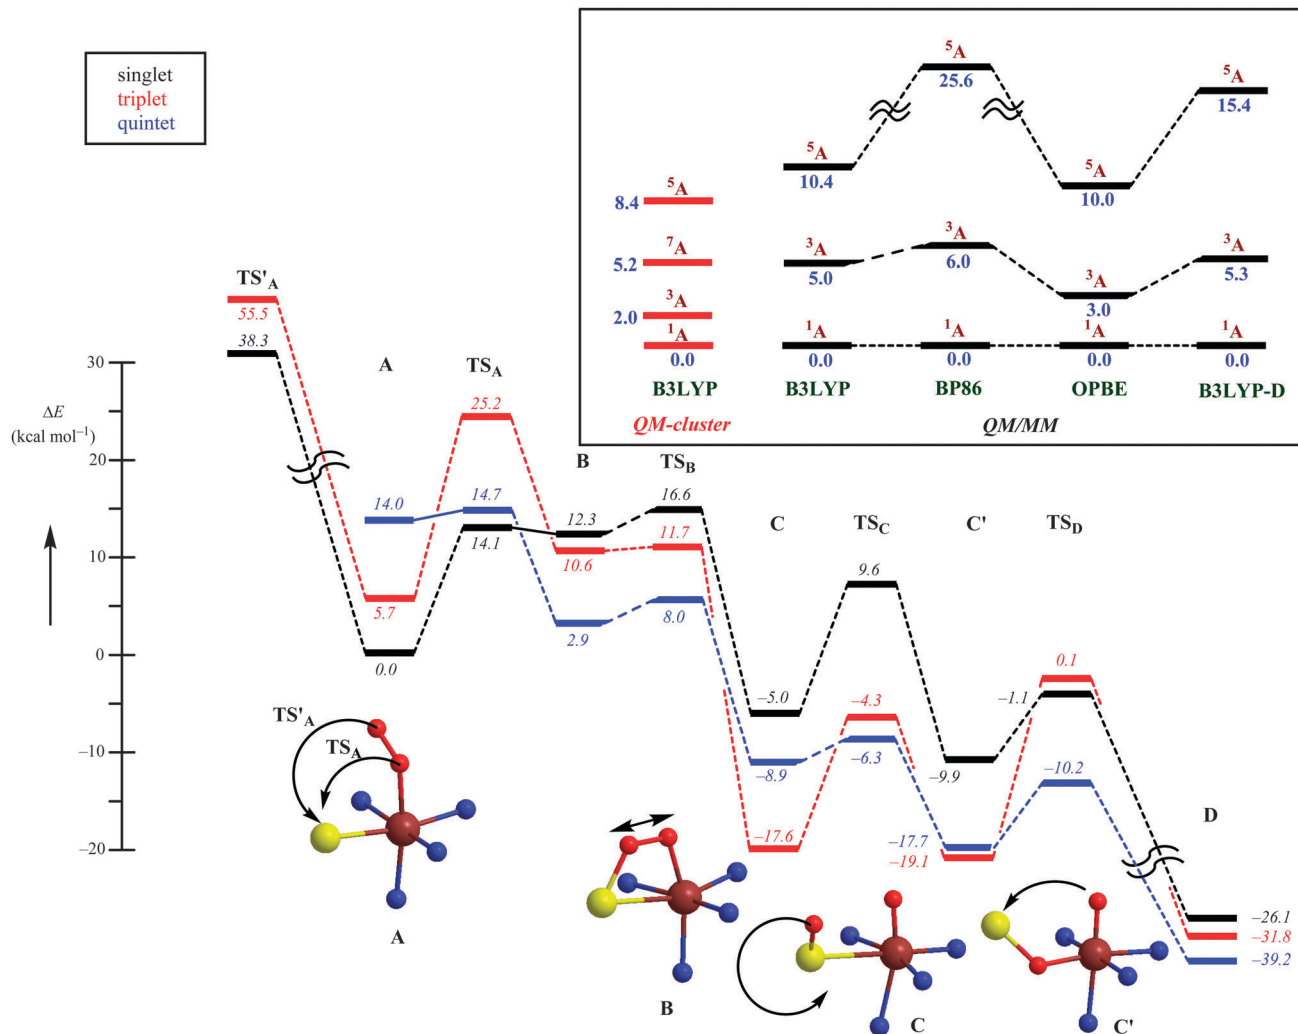 singlet
triplet
quintet
⁵A
25.6
⁵A
15.4
⁵A
10.4
⁵A
10.0
⁵A
8.4
⁷A
5.2
³A
2.0
¹A
0.0
³A
5.0
³A
6.0
³A
3.0
³A
5.3
¹A
0.0
¹A
0.0
¹A
0.0
¹A
0.0
B3LYP
B3LYP
BP86
OPBE
B3LYP-D
QM-cluster
QM/MM
ΔE
(kcal mol⁻¹)
30
20
10
0
−10
−20
TS'A
55.5
38.3
A
14.0
5.7
0.0
TSA
25.2
14.7
14.1
B
12.3
10.6
2.9
TSB
16.6
11.7
8.0
C
−5.0
−8.9
−17.6
TSC
9.6
−4.3
−6.3
C'
−9.9
−17.7
−19.1
TSD
0.1
−1.1
−10.2
D
−26.1
−31.8
−39.2
TS'A
TSA
A
B
C
C'